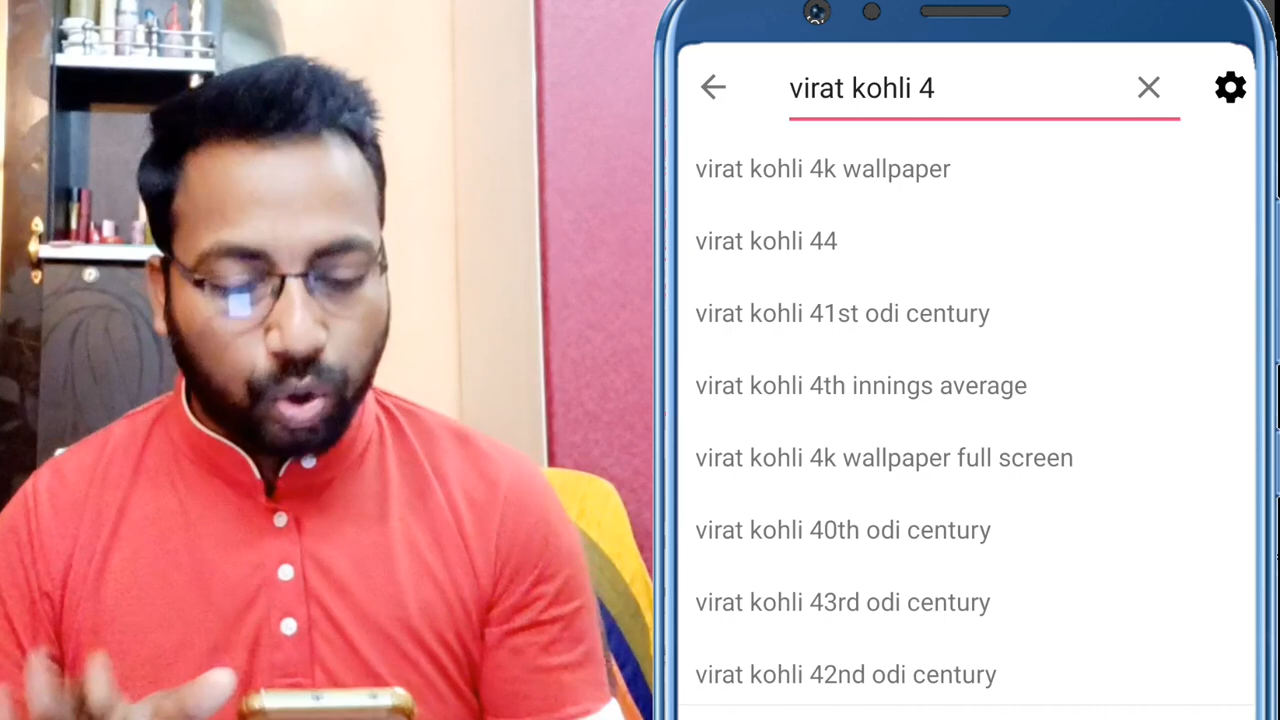 virat kohli 4
virat kohli 4k wallpaper
virat kohli 44
virat kohli 41st odi century
virat kohli 4th innings average
virat kohli 4k wallpaper full screen
virat kohli 40th odi century
virat kohli 43rd odi century
virat kohli 42nd odi century